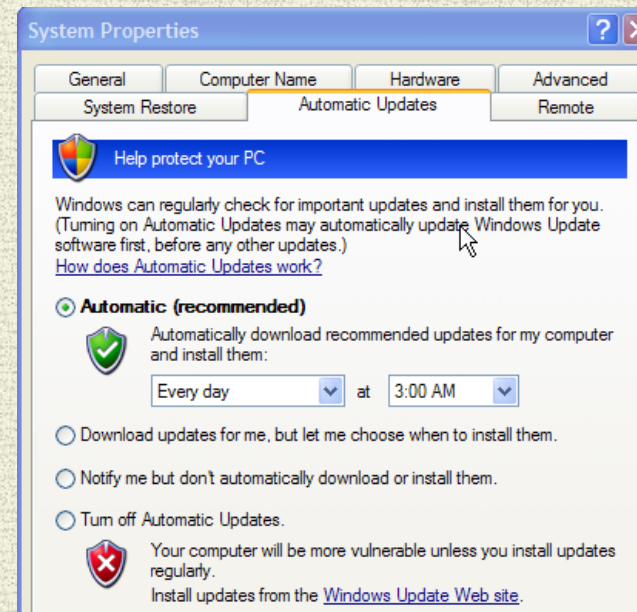 System Properties
General Computer Name Hardware Advanced
System Restore Automatic Updates Remote
Help protect your PC
Windows can regularly check for important updates and install them for you.
(Turning on Automatic Updates may automatically update Windows Update
software first, before any other updates.)
How does Automatic Updates work?
Automatic (recommended)
Automatically download recommended updates for my computer
and install them:
Every day at 3:00 AM
Download updates for me, but let me choose when to install them.
Notify me but don't automatically download or install them.
Turn off Automatic Updates.
Your computer will be more vulnerable unless you install updates
regularly.
Install updates from the Windows Update Web site.